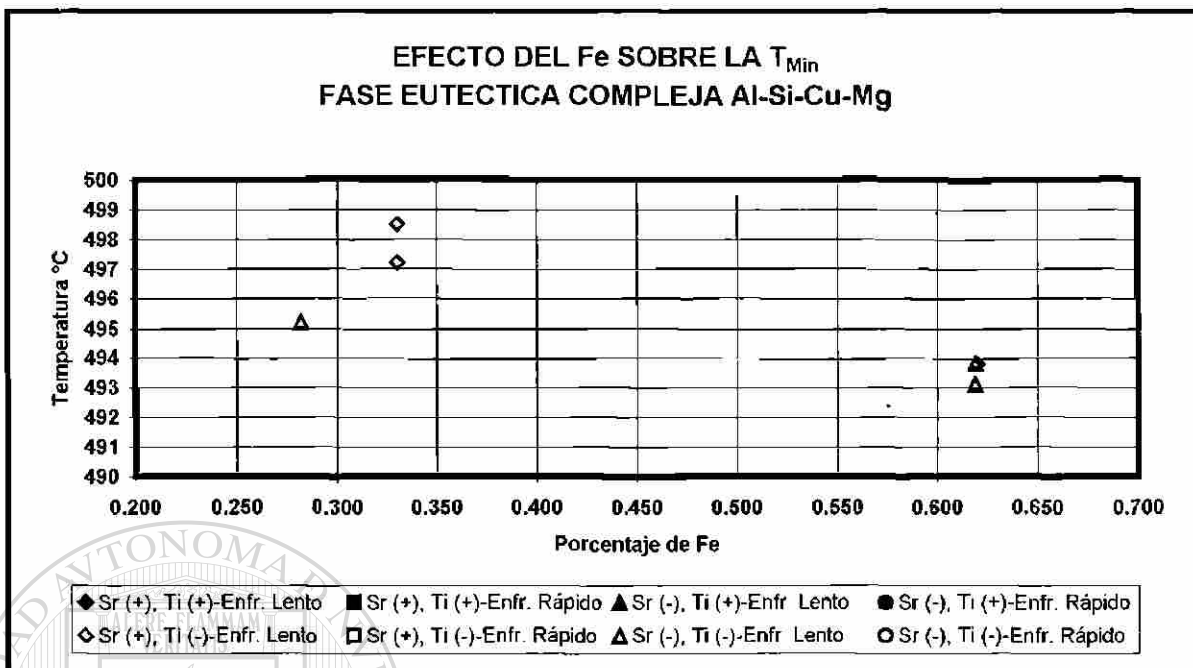 EFECTO DEL Fe SOBRE LA TMin
FASE EUTECTICA COMPLEJA Al-Si-Cu-Mg
Temperatura °C
500
499
498
497
496
495
494
493
492
491
490
0.200 0.250 0.300 0.350 0.400 0.450 0.500 0.550 0.600 0.650 0.700
Porcentaje de Fe
Sr (+), Ti (+)-Enfr. Lento Sr (+), Ti (+)-Enfr. Rápido Sr (-), Ti (+)-Enfr Lento Sr (-), Ti (+)-Enfr. Rápido
Sr (+), Ti (-)-Enfr. Lento Sr (+), Ti (-)-Enfr. Rápido Sr (-), Ti (-)-Enfr Lento Sr (-), Ti (-)-Enfr. Rápido
ALERE FLAMMAM
VERITATIS